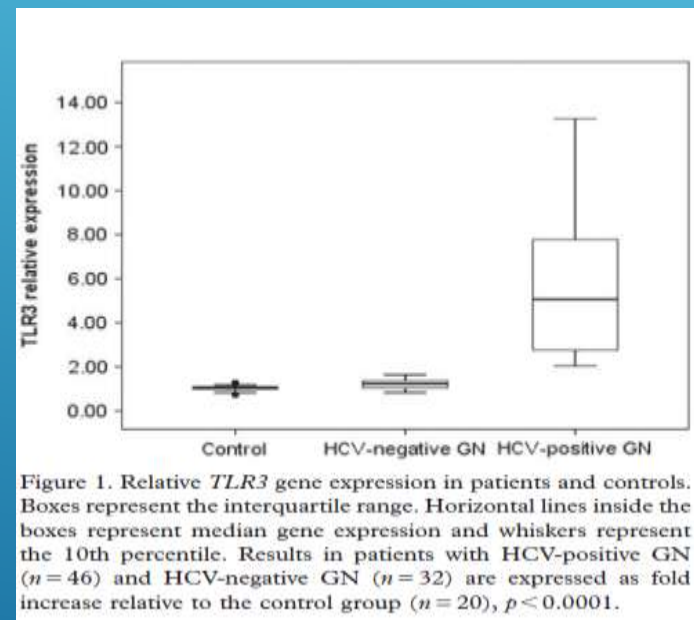 14.00
12.00
10.00
8.00
6.00
4.00
2.00
0.00
TLR3 relative expression
Control HCV-negative GN HCV-positive GN
Figure 1. Relative TLR3 gene expression in patients and controls.
Boxes represent the interquartile range. Horizontal lines inside the
boxes represent median gene expression and whiskers represent
the 10th percentile. Results in patients with HCV-positive GN
(n = 46) and HCV-negative GN (n = 32) are expressed as fold
increase relative to the control group (n = 20), p < 0.0001.